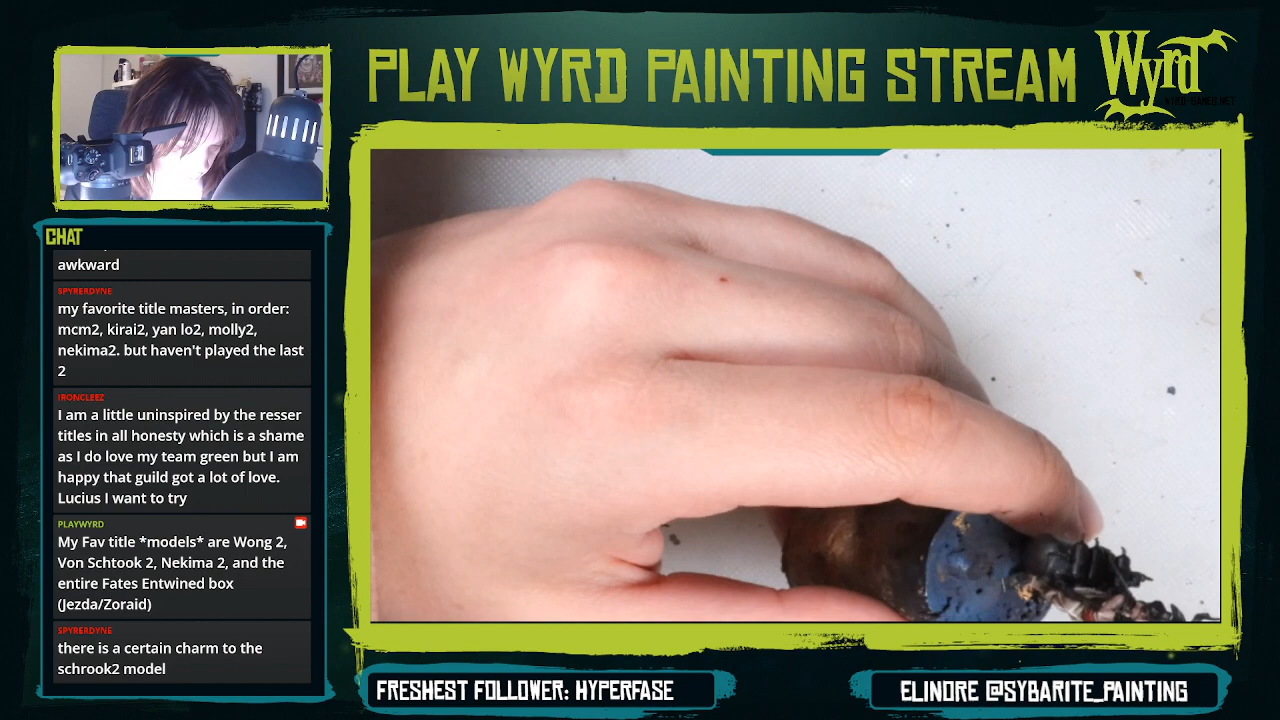 PLAY WYRD PAINTING STREAM
Wyrd
CHAT
awkward
SPYRERDYNE
my favorite title masters, in order:
mcm2, kirai2, yan lo2, molly2,
nekima2. but haven't played the last
2
IRONCLEEZ
I am a little uninspired by the resser
titles in all honesty which is a shame
as I do love my team green but I am
happy that guild got a lot of love.
Lucius I want to try
PLAYWYRD
My Fav title *models* are Wong 2,
Von Schtook 2, Nekima 2, and the
entire Fates Entwined box
(Jezda/Zoraid)
SPYRERDYNE
there is a certain charm to the
schrook2 model
FRESHEST FOLLOWER: HYPERFASE
ELINORE @SYBARITE_PAINTING